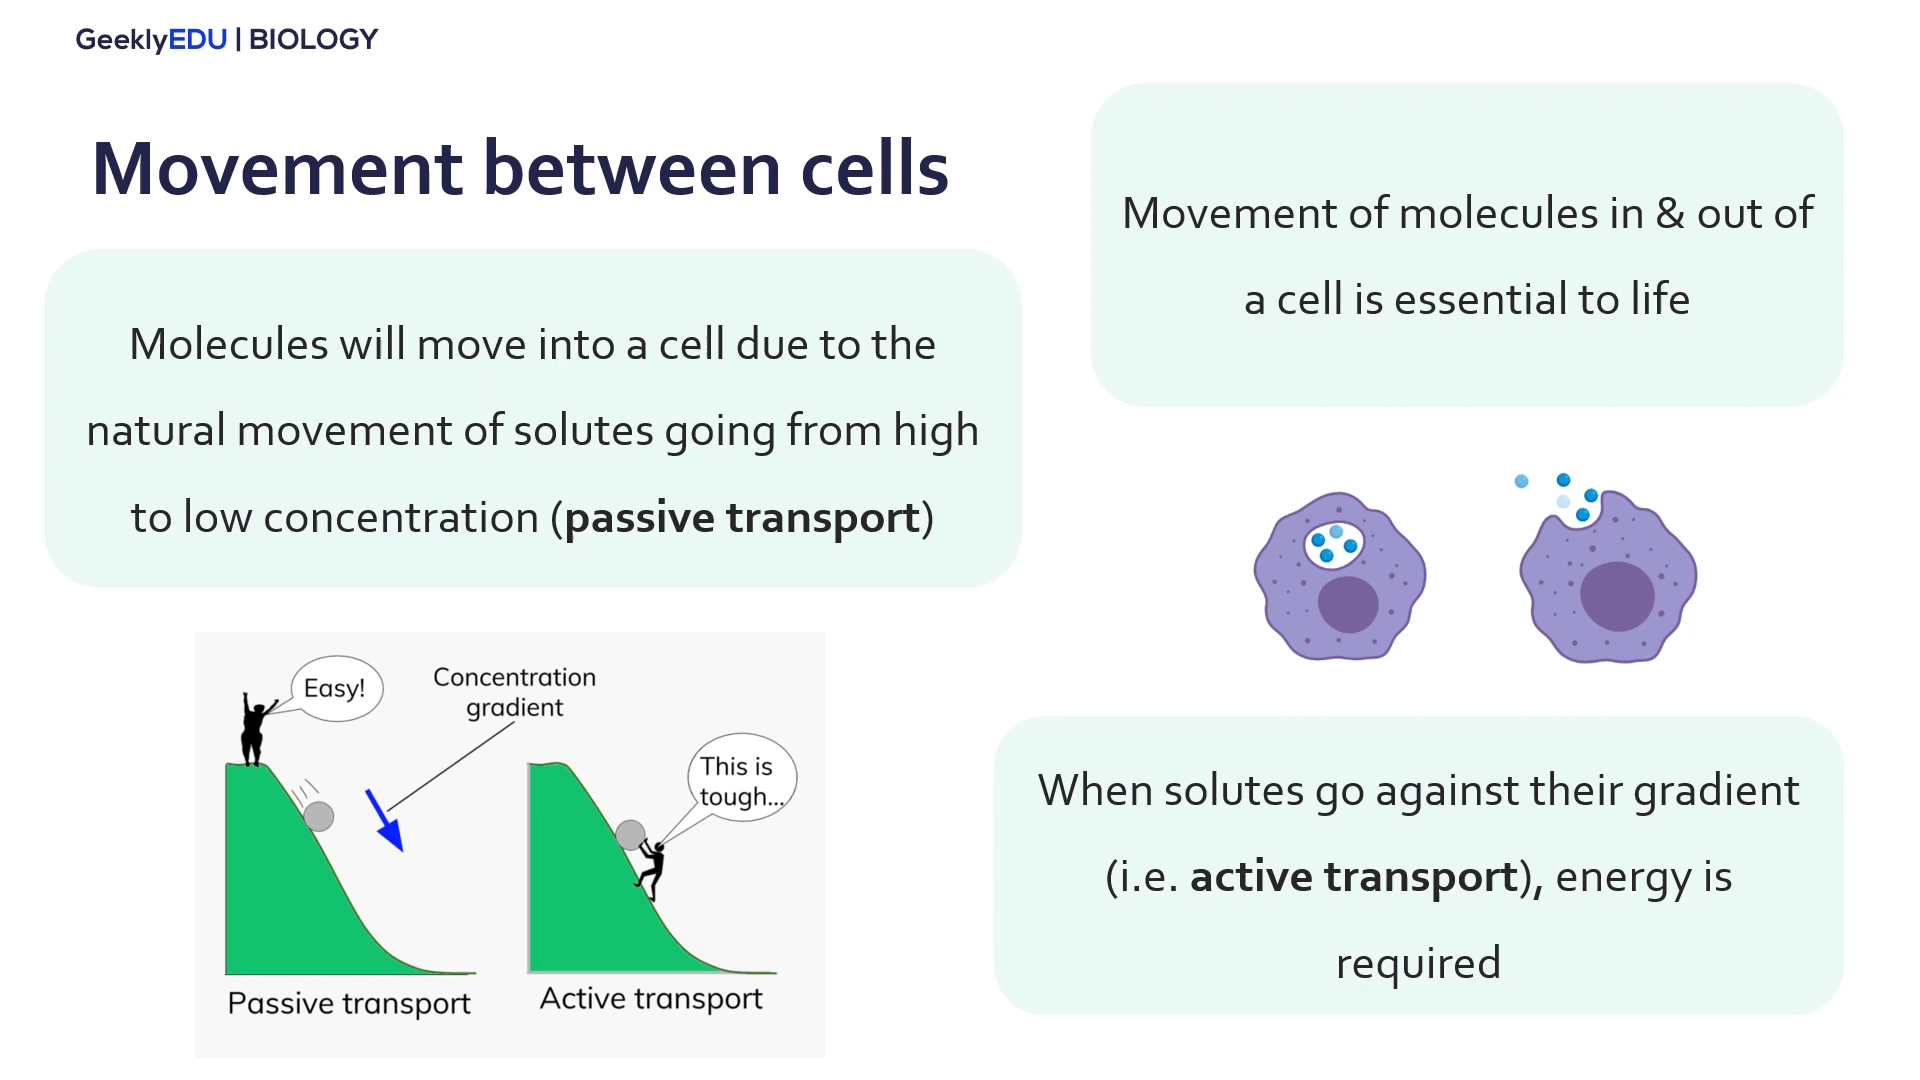 GeeklyEDU | BIOLOGY
Movement between cells
Molecules will move into a cell due to the
natural movement of solutes going from high
to low concentration (passive transport)
Movement of molecules in & out of
a cell is essential to life
Easy!
Concentration
gradient
This is
tough...
Passive transport
Active transport
When solutes go against their gradient
(i.e. active transport), energy is
required